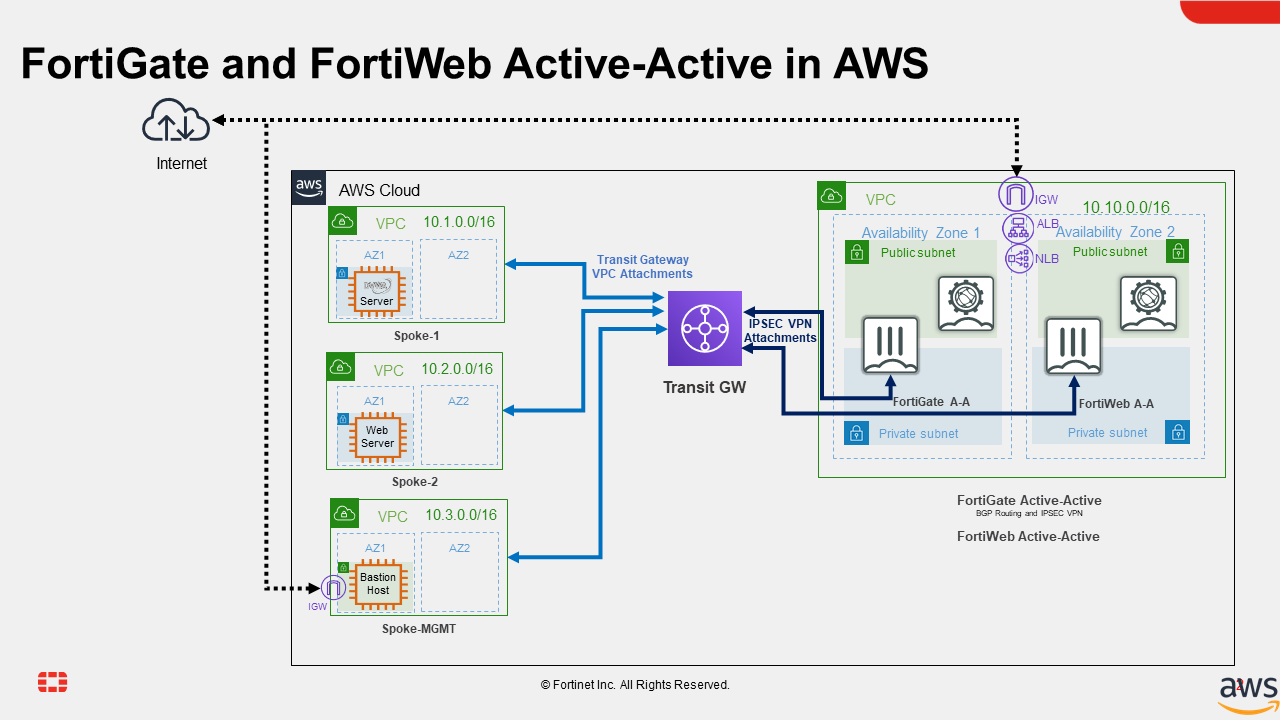 FortiGate and FortiWeb Active-Active in AWS
Internet
aws
AWS Cloud
VPC
10.1.0.0/16
AZ1
AZ2
Server
Spoke-1
VPC
10.2.0.0/16
AZ1
AZ2
Web
Server
Spoke-2
VPC
10.3.0.0/16
AZ1
AZ2
Bastion
Host
IGW
Spoke-MGMT
Transit Gateway
VPC Attachments
Transit GW
IPSEC VPN
Attachments
VPC
IGW
10.10.0.0/16
ALB
Availability Zone 1
Availability Zone 2
Public subnet
Public subnet
NLB
FortiGate A-A
FortiWeb A-A
Private subnet
Private subnet
FortiGate Active-Active
BGP Routing and IPSEC VPN
FortiWeb Active-Active
© Fortinet Inc. All Rights Reserved.
aws